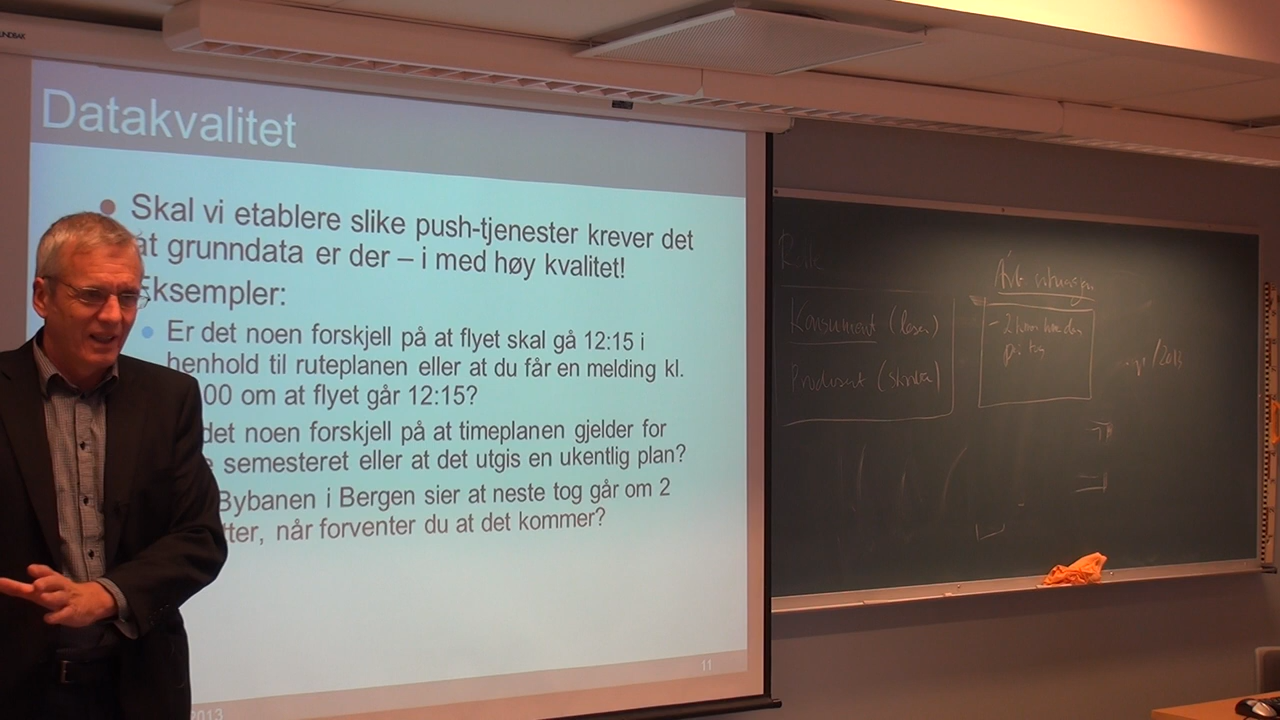 Datakvalitet
Skal vi etablere slike push-tjenester krever det
at grunndata er der – i med høy kvalitet!
Eksempler:
Er det noen forskjell på at flyet skal gå 12:15 i
henhold til ruteplanen eller at du får en melding kl.
00 om at flyet går 12:15?
det noen forskjell på at timeplanen gjelder for
semesteret eller at det utgis en ukentlig plan?
Bybanen i Bergen sier at neste tog går om 2
tter, når forventer du at det kommer?
11
2013
Konsument (leser)
Produsent
/2013